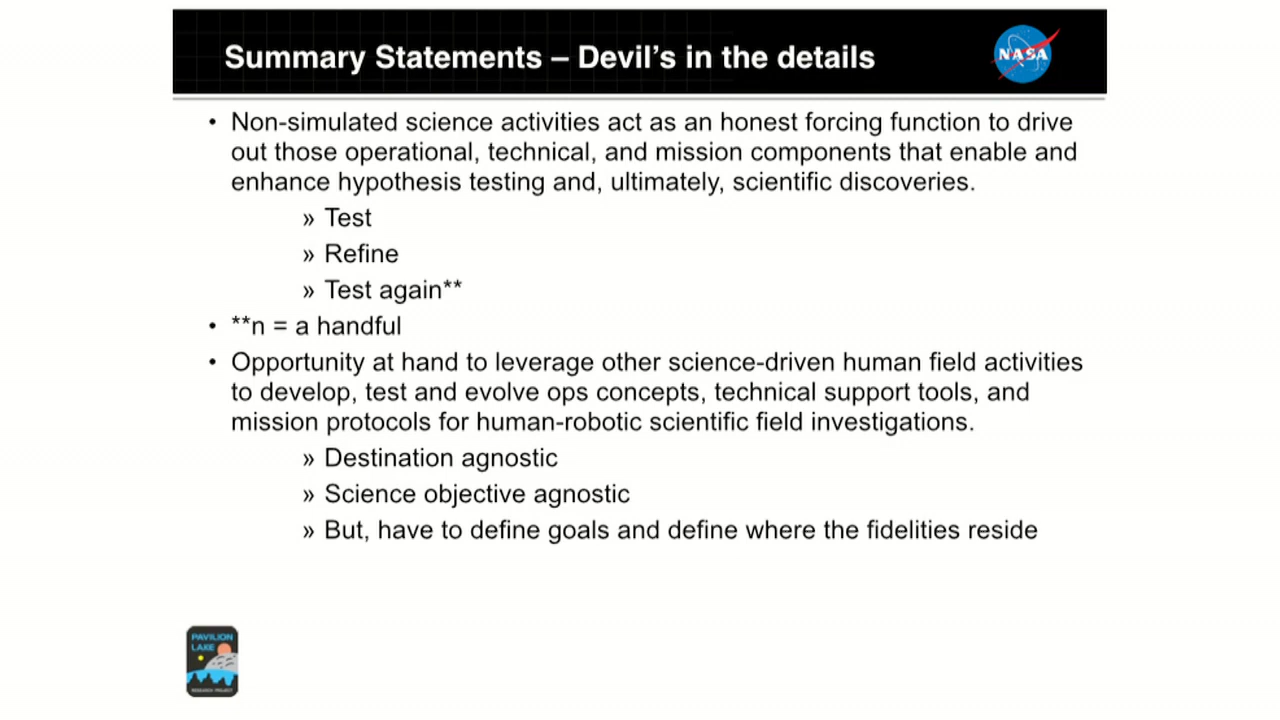 Summary Statements – Devil's in the details
NASA
• Non-simulated science activities act as an honest forcing function to drive
out those operational, technical, and mission components that enable and
enhance hypothesis testing and, ultimately, scientific discoveries.
» Test
» Refine
» Test again**
• **n = a handful
• Opportunity at hand to leverage other science-driven human field activities
to develop, test and evolve ops concepts, technical support tools, and
mission protocols for human-robotic scientific field investigations.
» Destination agnostic
» Science objective agnostic
» But, have to define goals and define where the fidelities reside
PAVILION
LAKE
RESEARCH PROJECT